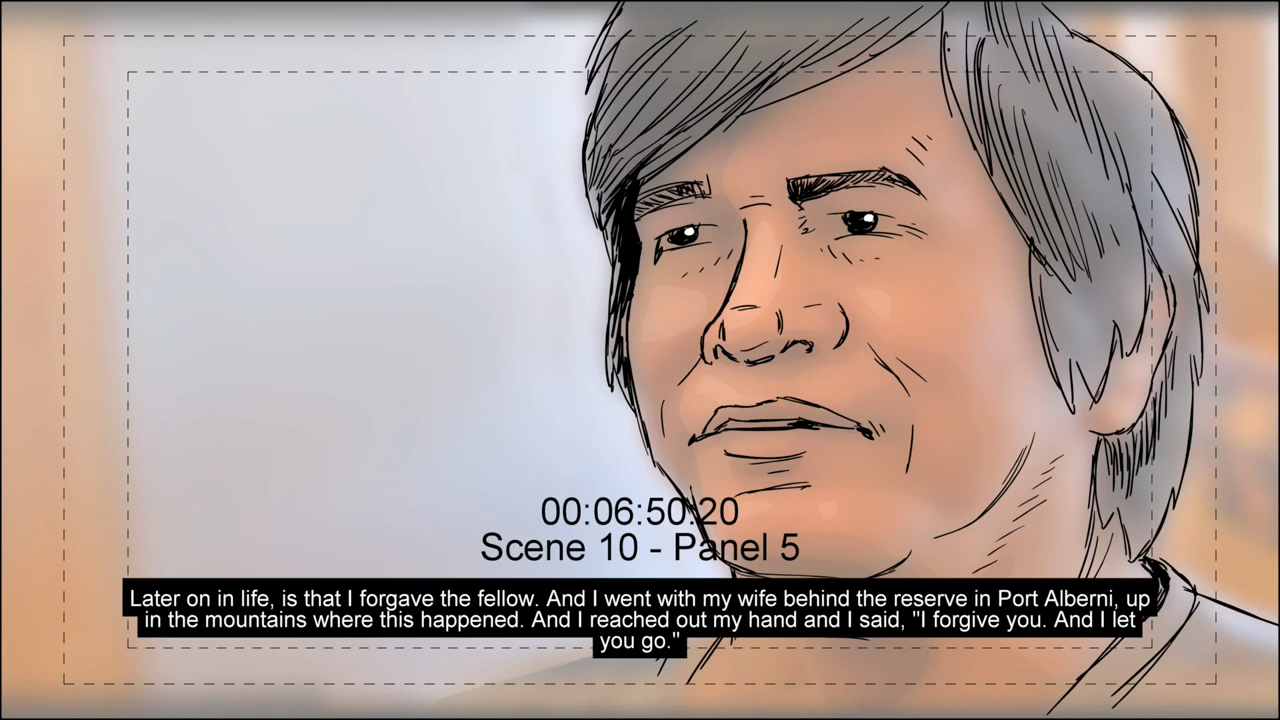 00:06:50:20
Scene 10 - Panel 5
Later on in life, is that I forgave the fellow. And I went with my wife behind the reserve in Port Alberni, up
in the mountains where this happened. And I reached out my hand and I said, "I forgive you. And I let
you go."